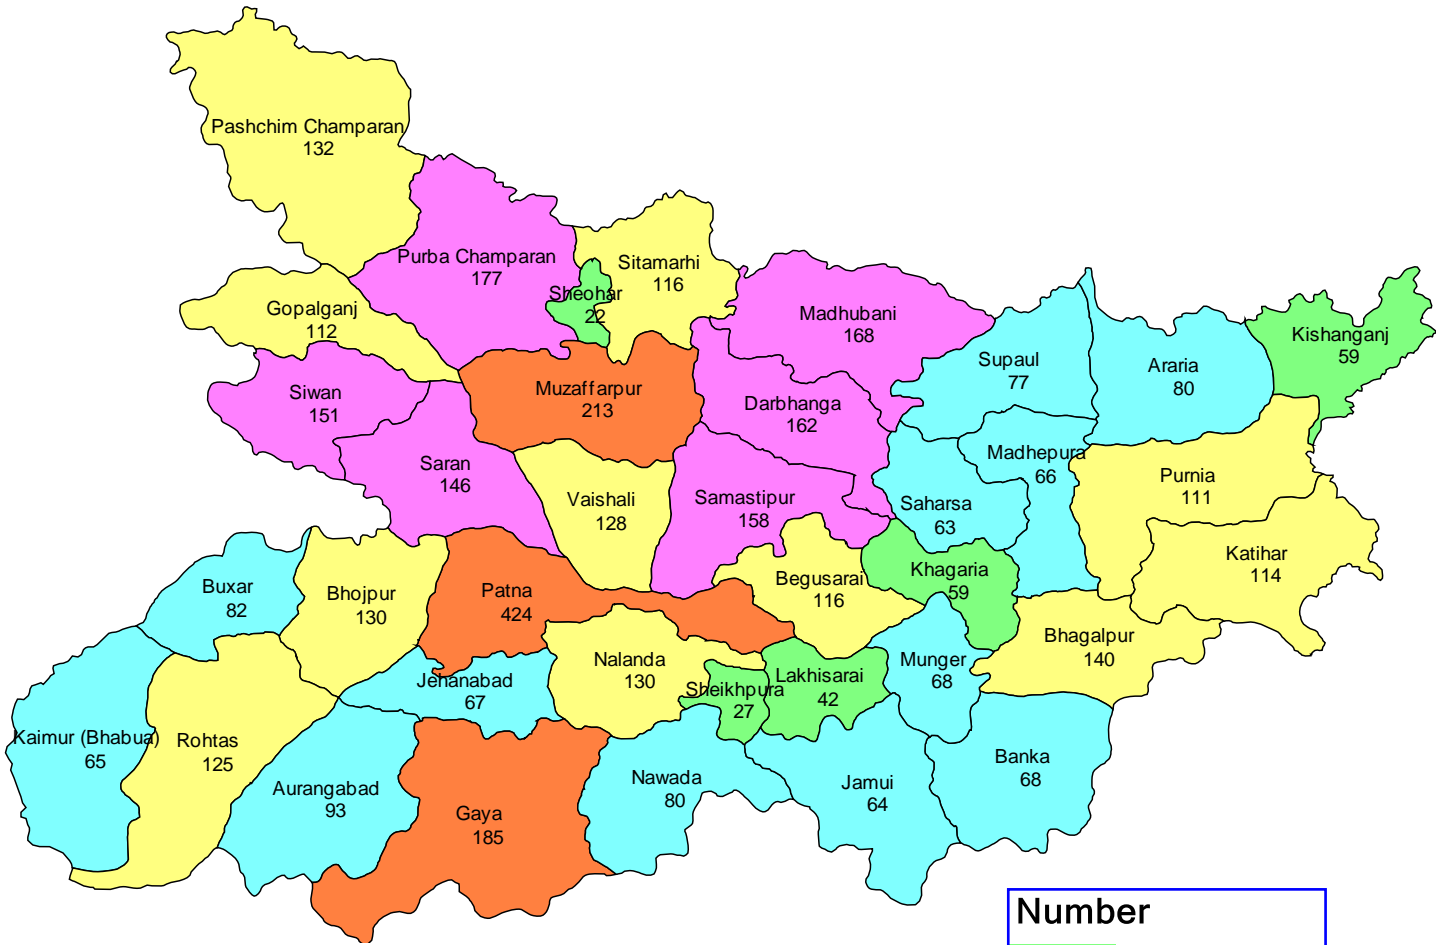 Pashchim Champaran
132
Purba Champaran
177
Sitamarhi
116
Sheohar
22
Gopalganj
112
Madhubani
168
Kishanganj
59
Supaul
77
Araria
80
Siwan
151
Muzaffarpur
213
Darbhanga
162
Saran
146
Vaishali
128
Samastipur
158
Madhepura
66
Saharsa
63
Purnia
111
Katihar
114
Buxar
82
Bhojpur
130
Patna
424
Begusarai
116
Khagaria
59
Bhagalpur
140
Nalanda
130
Jehanabad
67
Sheikhpura
27
Lakhisarai
42
Munger
68
Kaimur (Bhabua)
65
Rohtas
125
Aurangabad
93
Gaya
185
Nawada
80
Jamui
64
Banka
68
Number